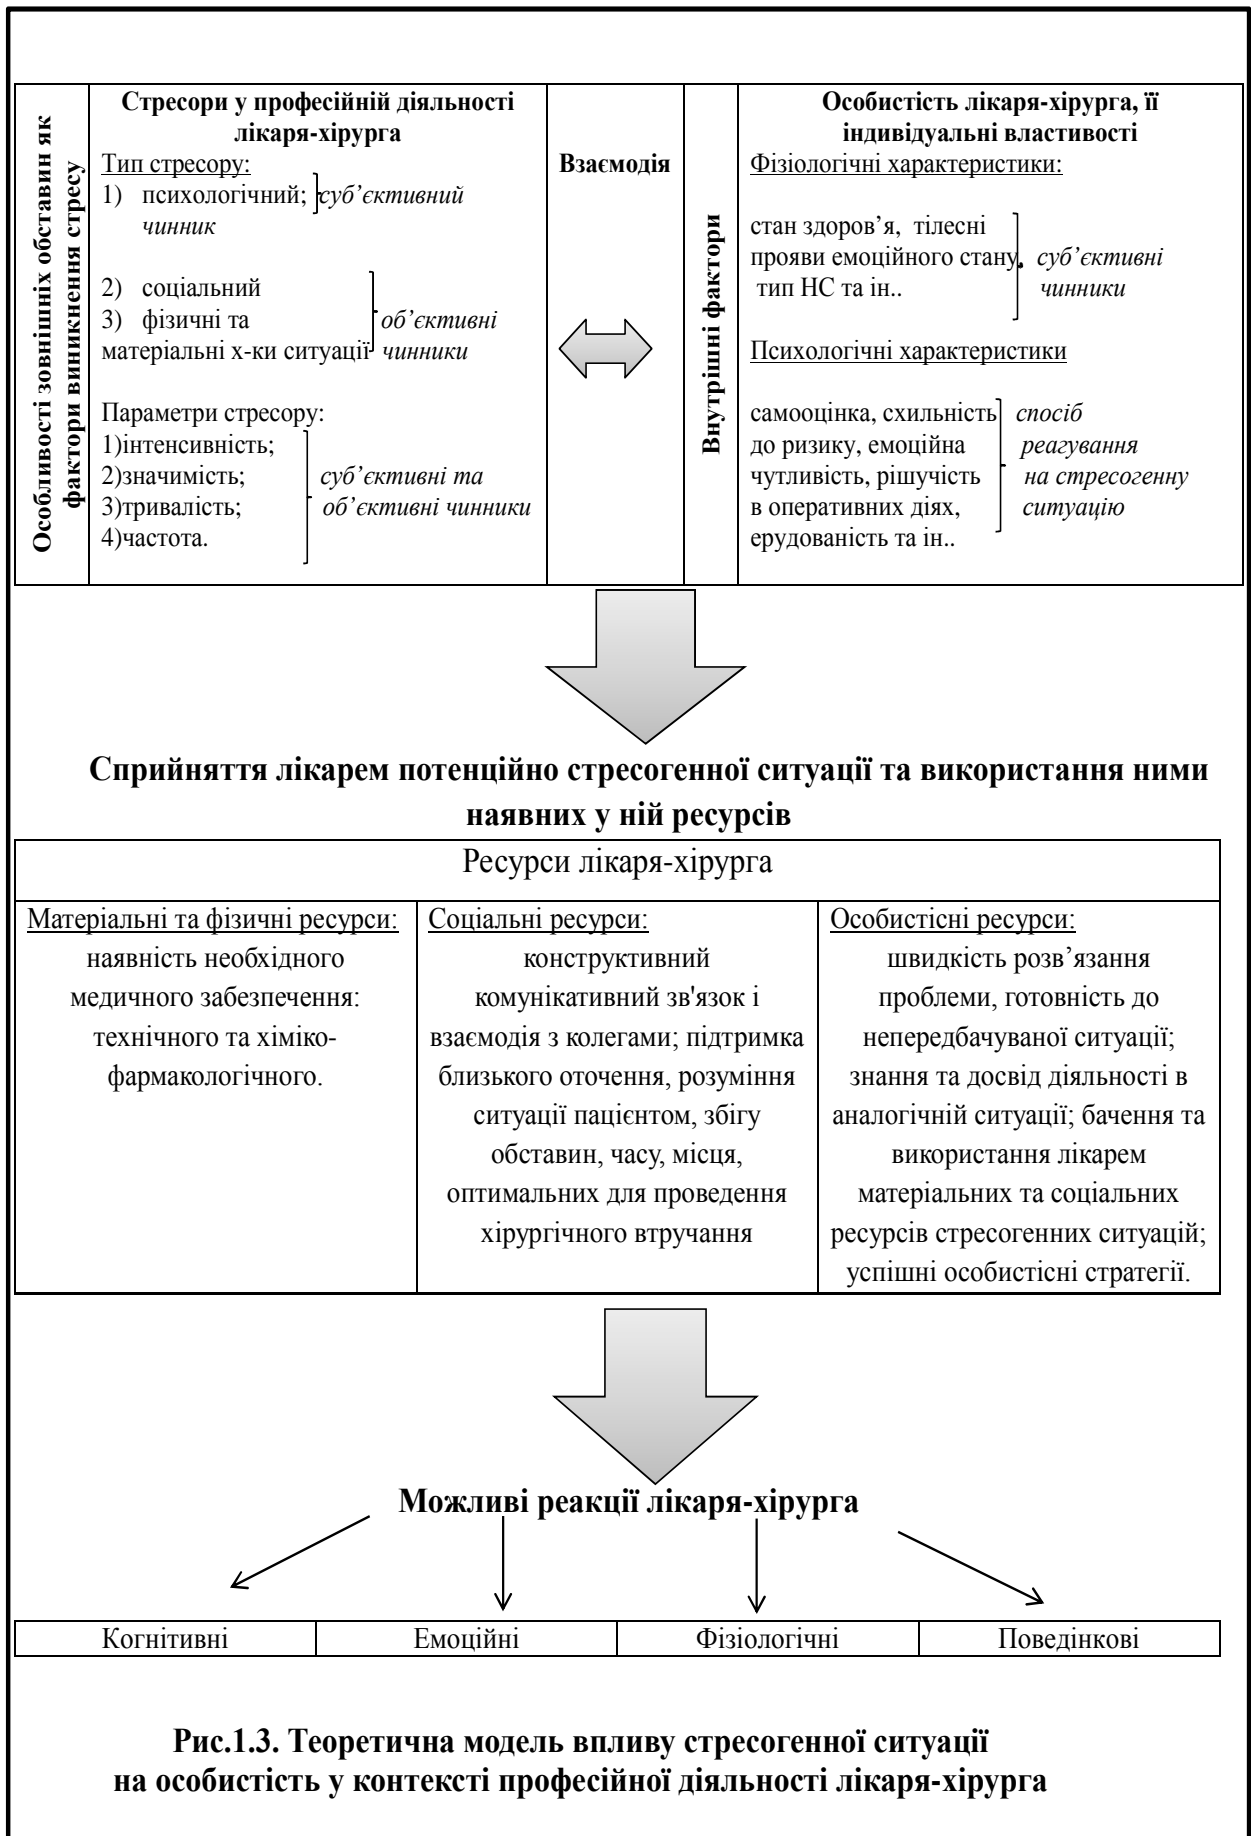 Особливості зовнішніх обставин як
фактори виникнення стресу
Стресори у професійній діяльності
лікаря-хірурга
Тип стресору:
1) психологічний; суб’єктивний
чинник
2) соціальний
3) фізичні та об’єктивні
матеріальні х-ки ситуації чинники
Параметри стресору:
1)інтенсивність;
2)значимість; суб’єктивні та
3)тривалість; об’єктивні чинники
4)частота.
Взаємодія
Внутрішні фактори
Особистість лікаря-хірурга, її
індивідуальні властивості
Фізіологічні характеристики:
стан здоров’я, тілесні
прояви емоційного стану, суб’єктивні
тип НС та ін.. чинники
Психологічні характеристики
самооцінка, схильність спосіб
до ризику, емоційна реагування
чутливість, рішучість на стресогенну
в оперативних діях, ситуацію
ерудованість та ін..
Сприйняття лікарем потенційно стресогенної ситуації та використання ними
наявних у ній ресурсів
Ресурси лікаря-хірурга
Матеріальні та фізичні ресурси:
наявність необхідного
медичного забезпечення:
технічного та хіміко-
фармакологічного.
Соціальні ресурси:
конструктивний
комунікативний зв'язок і
взаємодія з колегами; підтримка
близького оточення, розуміння
ситуації пацієнтом, збігу
обставин, часу, місця,
оптимальних для проведення
хірургічного втручання
Особистісні ресурси:
швидкість розв’язання
проблеми, готовність до
непередбачуваної ситуації;
знання та досвід діяльності в
аналогічній ситуації; бачення та
використання лікарем
матеріальних та соціальних
ресурсів стресогенних ситуацій;
успішні особистісні стратегії.
Можливі реакції лікаря-хірурга
Когнітивні
Емоційні
Фізіологічні
Поведінкові
Рис.1.3. Теоретична модель впливу стресогенної ситуації
на особистість у контексті професійної діяльності лікаря-хірурга